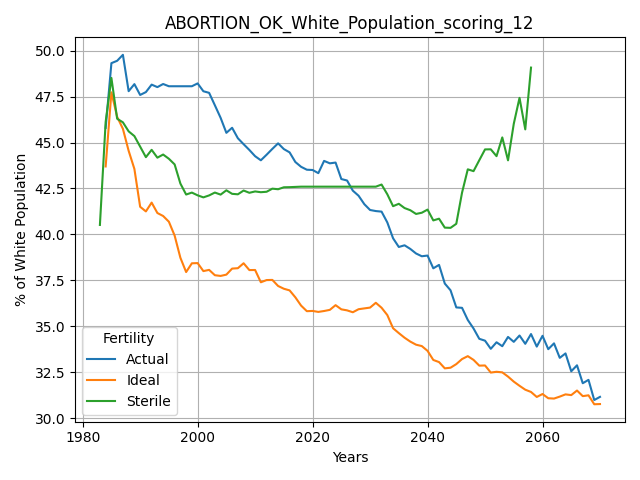 ABORTION_OK_White_Population_scoring_12
% of White Population
50.0
47.5
45.0
42.5
40.0
37.5
35.0
32.5
30.0
Fertility
Actual
Ideal
Sterile
1980 2000 2020 2040 2060
Years